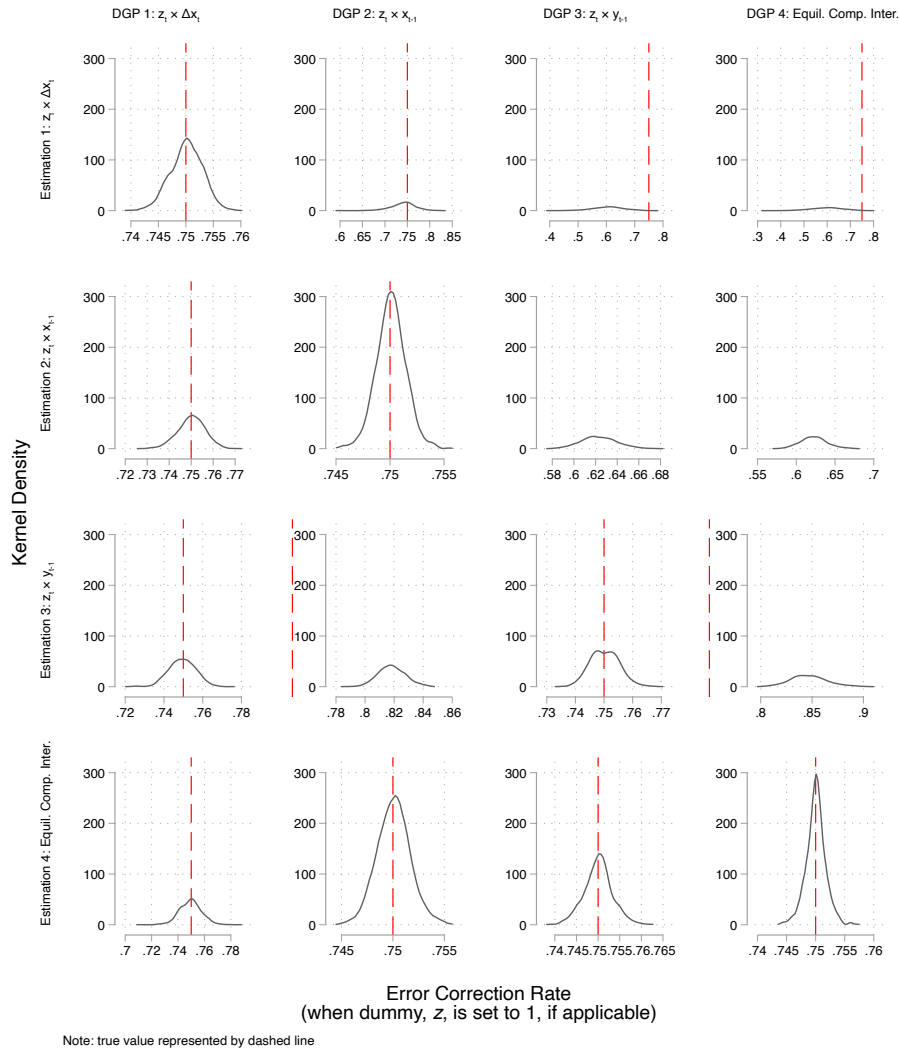 DGP 1: zₜ × Δxₜ DGP 2: zₜ × xₜ₋₁ DGP 3: zₜ × yₜ₋₁ DGP 4: Equil. Comp. Inter.
Kernel Density
Estimation 1: zₜ × Δxₜ
300 300 300 300
200 200 200 200
100 100 100 100
0 0 0 0
.74 .745 .75 .755 .76 .6 .65 .7 .75 .8 .85 .4 .5 .6 .7 .8 .3 .4 .5 .6 .7 .8
Estimation 2: zₜ × xₜ₋₁
300 300 300 300
200 200 200 200
100 100 100 100
0 0 0 0
.72 .73 .74 .75 .76 .77 .745 .75 .755 .58 .6 .62 .64 .66 .68 .55 .6 .65 .7
Estimation 3: zₜ × yₜ₋₁
300 300 300 300
200 200 200 200
100 100 100 100
0 0 0 0
.72 .74 .76 .78 .78 .8 .82 .84 .86 .73 .74 .75 .76 .77 .8 .85 .9
Estimation 4: Equil. Comp. Inter.
300 300 300 300
200 200 200 200
100 100 100 100
0 0 0 0
.7 .72 .74 .76 .78 .745 .75 .755 .74 .745 .75 .755 .76 .765 .74 .745 .75 .755 .76
Error Correction Rate
(when dummy, z, is set to 1, if applicable)
Note: true value represented by dashed line